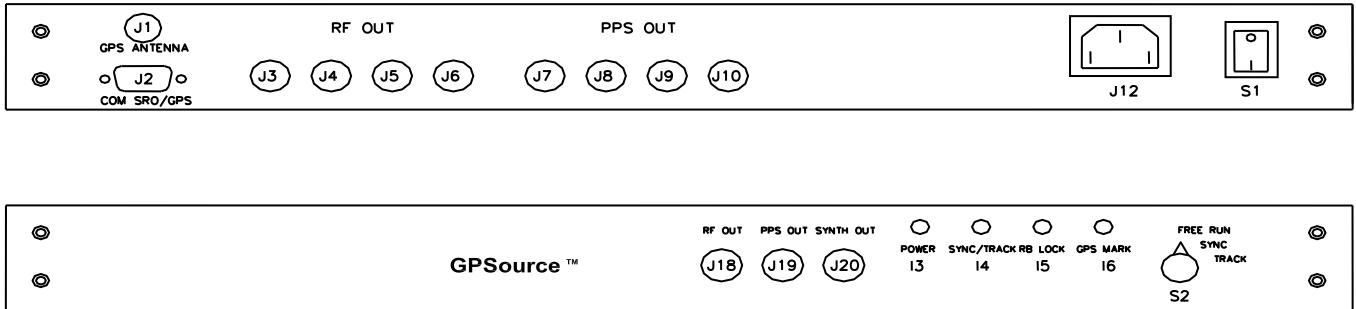 J1
GPS ANTENNA
RF OUT
PPS OUT
J2
COM SRO/GPS
J3
J4
J5
J6
J7
J8
J9
J10
J12
S1
GPSource ™
RF OUT
PPS OUT
SYNTH OUT
J18
J19
J20
POWER
I3
SYNC/TRACK
I4
RB LOCK
I5
GPS MARK
I6
FREE RUN
SYNC
TRACK
S2